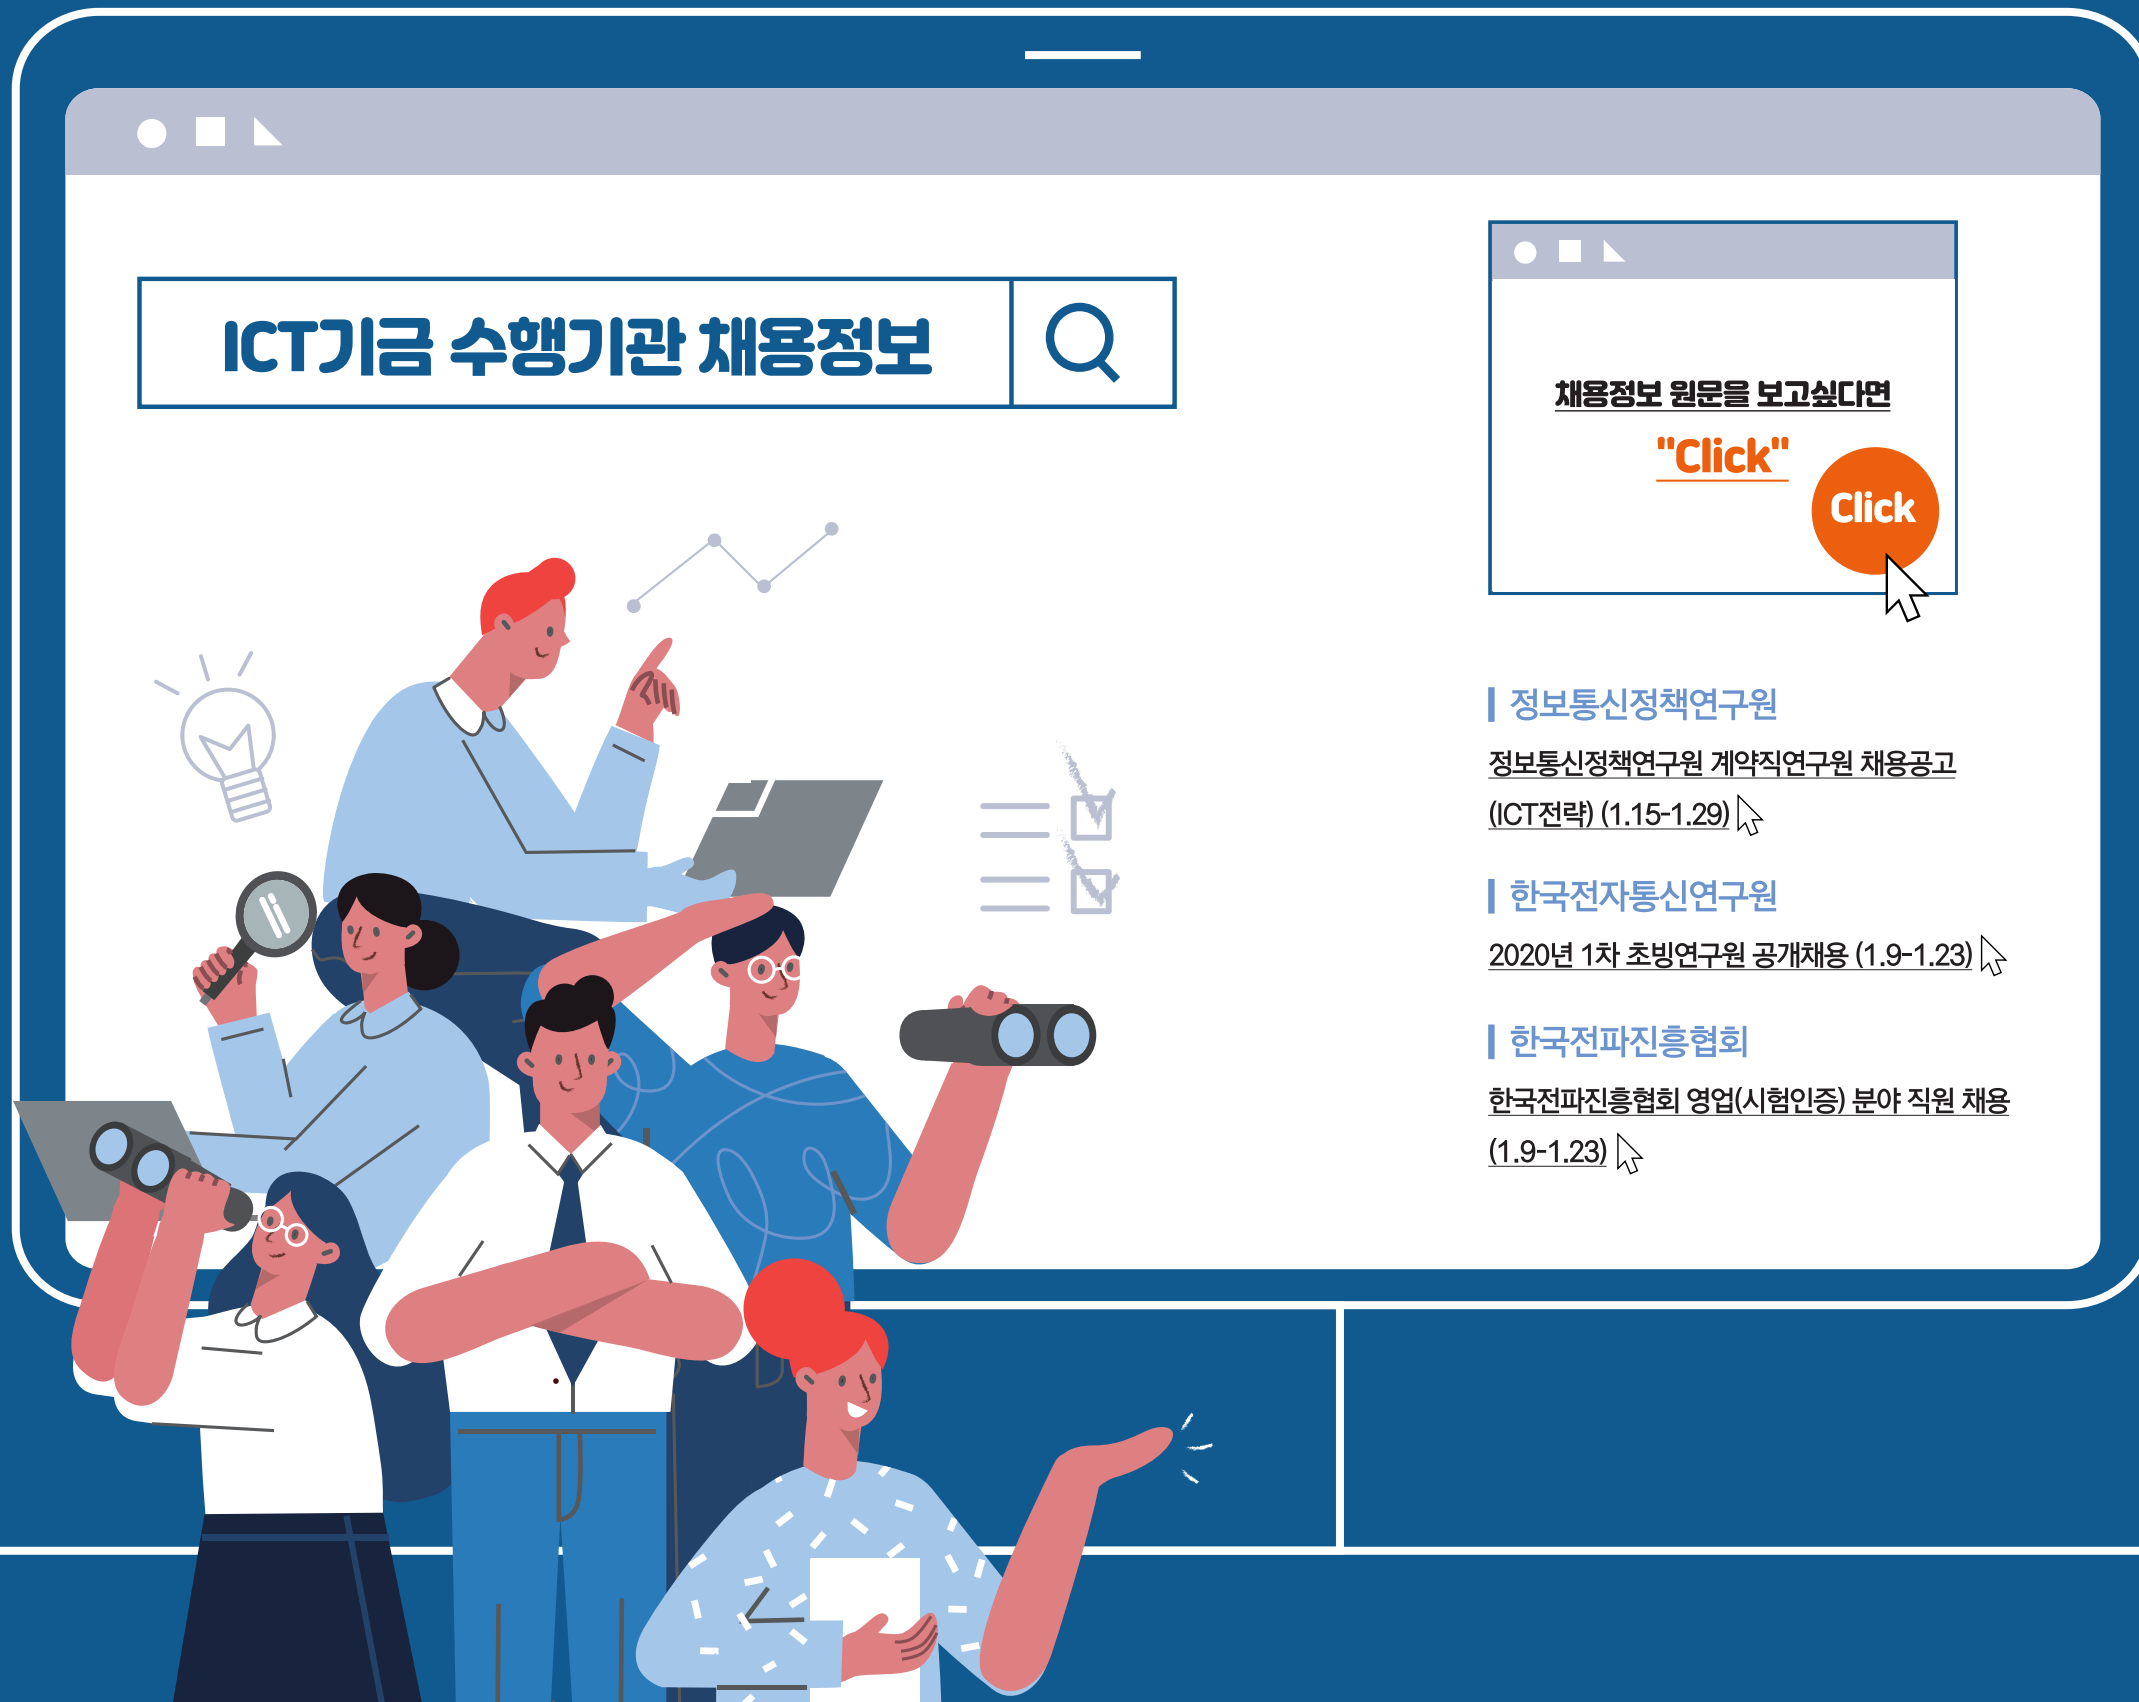 ICT기금 수행기관 채용정보
채용정보 원문을 보고싶다면
"Click"
Click
정보통신정책연구원
정보통신정책연구원 계약직연구원 채용공고
(ICT전략) (1.15-1.29)
한국전자통신연구원
2020년 1차 초빙연구원 공개채용 (1.9-1.23)
한국전파진흥협회
한국전파진흥협회 영업(시험인증) 분야 직원 채용
(1.9-1.23)